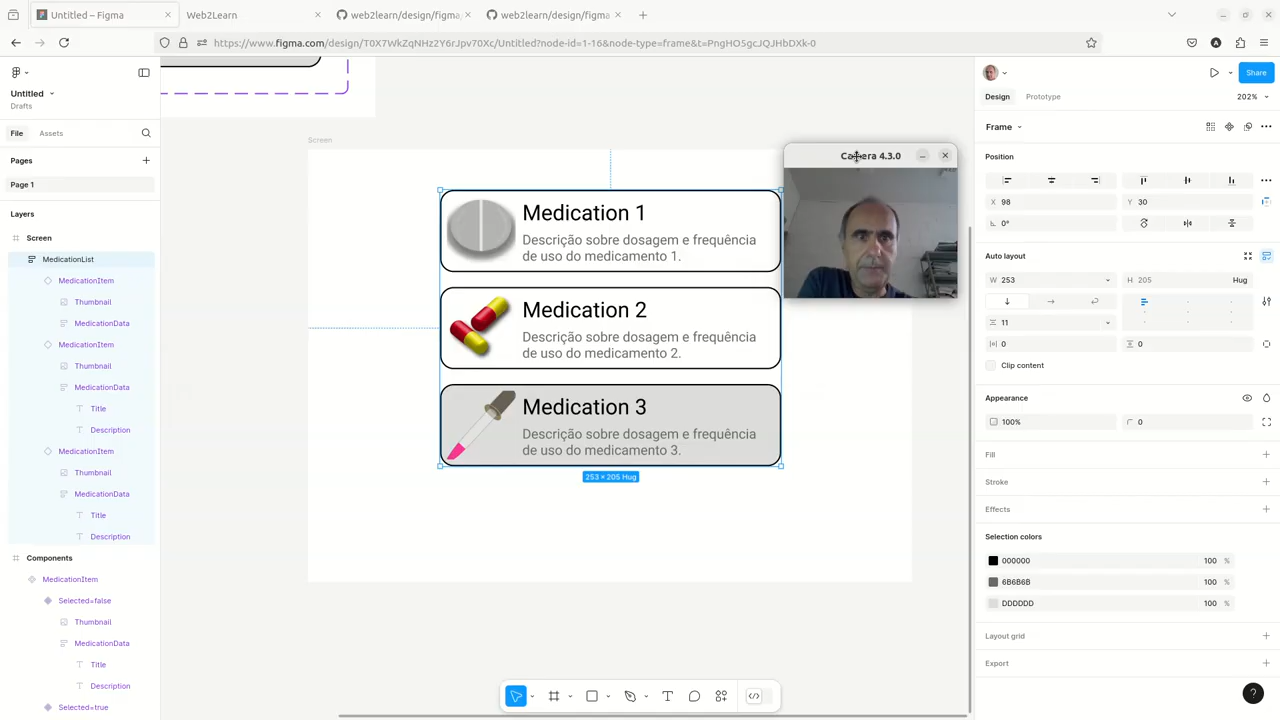 Untitled – Figma
Web2Learn
web2learn/design/figma
web2learn/design/figma
https://www.figma.com/design/T0X7WkZqNHz2Y6rJpv70Xc/Untitled?node-id=1-16&node-type=frame&t=PngHO5gcJQJHbDXk-0
Untitled
Drafts
File
Assets
Pages
Page 1
Layers
Screen
MedicationList
MedicationItem
Thumbnail
MedicationData
MedicationItem
Thumbnail
MedicationData
Title
Description
MedicationItem
Thumbnail
MedicationData
Title
Description
Components
MedicationItem
Selected=false
Thumbnail
MedicationData
Title
Description
Selected=true
Screen
Medication 1
Descrição sobre dosagem e frequência
de uso do medicamento 1.
Medication 2
Descrição sobre dosagem e frequência
de uso do medicamento 2.
Medication 3
Descrição sobre dosagem e frequência
de uso do medicamento 3.
253 × 205 Hug
Camera 4.3.0
Share
Design
Prototype
202%
Frame
Position
X 98
Y 30
0°
Auto layout
W 253
H 205 Hug
11
0
0
Clip content
Appearance
100%
0
Fill
Stroke
Effects
Selection colors
000000 100 %
6B6B6B 100 %
DDDDDD 100 %
Layout grid
Export